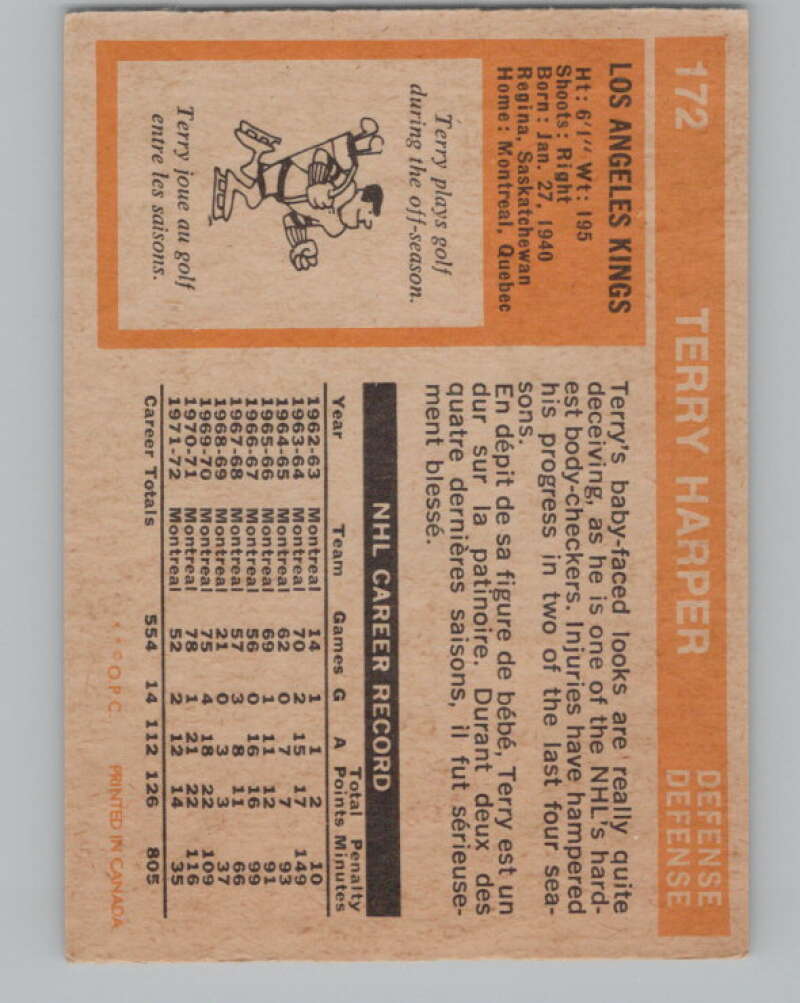 172 TERRY HARPER DEFENSE
DEFENSE
LOS ANGELES KINGS
Ht: 6'1" Wt: 195
Shoots: Right
Born: Jan. 27, 1940
Regina, Saskatchewan
Home: Montreal, Quebec
Terry plays golf
during the off-season.
Terry joue au golf
entre les saisons.
Terry's baby-faced looks are really quite
deceiving, as he is one of the NHL's hard-
est body-checkers. Injuries have hampered
his progress in two of the last four sea-
sons.
En dépit de sa figure de bébé, Terry est un
dur sur la patinoire. Durant deux des
quatre dernières saisons, il fut sérieuse-
ment blessé.
NHL CAREER RECORD
Total Penalty
Year Team Games G A Points Minutes
1962-63 Montreal 14 1 1 2 10
1963-64 Montreal 70 2 15 17 149
1964-65 Montreal 62 0 7 7 93
1965-66 Montreal 69 1 11 12 91
1966-67 Montreal 56 0 16 16 99
1967-68 Montreal 57 3 8 11 66
1968-69 Montreal 21 0 3 3 37
1969-70 Montreal 75 4 18 22 109
1970-71 Montreal 78 1 21 22 116
1971-72 Montreal 52 2 12 14 35
Career Totals 554 14 112 126 805
* * © O.P.C. PRINTED IN CANADA